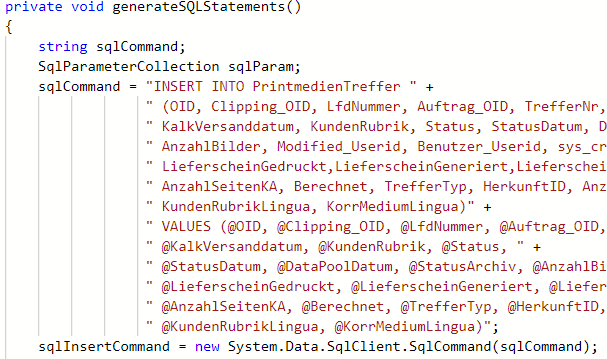 private void generateSQLStatements()
{
string sqlCommand;
SqlParameterCollection sqlParam;
sqlCommand = "INSERT INTO PrintmedienTreffer " +
" (OID, Clipping_OID, LfdNummer, Auftrag_OID, TrefferNr,
" KalkVersanddatum, KundenRubrik, Status, StatusDatum, D
" AnzahlBilder, Modified_Userid, Benutzer_Userid, sys_cr
" LieferscheinGedruckt,LieferscheinGeneriert,Lieferschei
" AnzahlSeitenKA, Berechnet, TrefferTyp, HerkunftID, Anz
" KundenRubrikLingua, KorrMediumLingua)" +
" VALUES (@OID, @Clipping_OID, @LfdNummer, @Auftrag_OID,
" @KalkVersanddatum, @KundenRubrik, @Status, " +
" @StatusDatum, @DataPoolDatum, @StatusArchiv, @AnzahlBi
" @LieferscheinGedruckt, @LieferscheinGeneriert, @Liefer
" @AnzahlSeitenKA, @Berechnet, @TrefferTyp, @HerkunftID,
" @KundenRubrikLingua, @KorrMediumLingua)";
sqlInsertCommand = new System.Data.SqlClient.SqlCommand(sqlCommand);